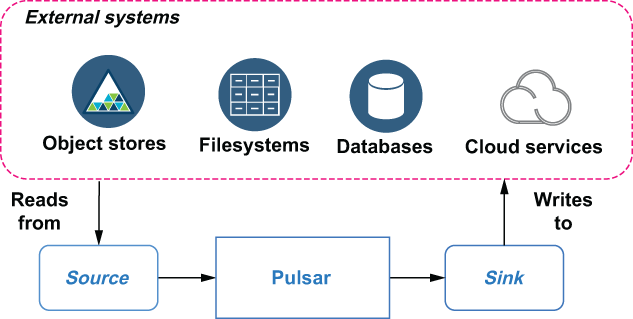 External systems
Object stores
Filesystems
Databases
Cloud services
Reads
from
Writes
to
Source
Pulsar
Sink